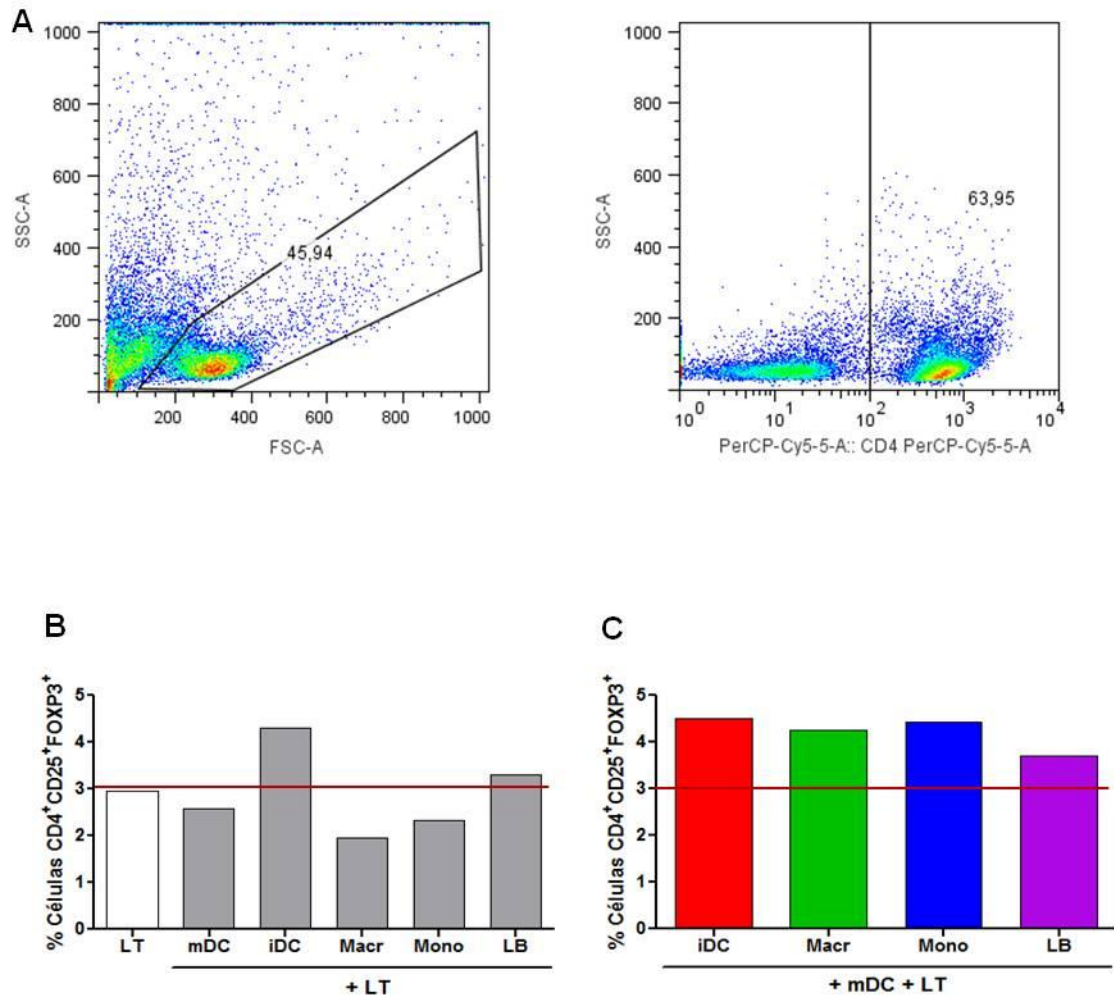 A
1000
800
600
400
200
SSC-A
45,94
200 400 600 800 1000
FSC-A
1000
800
600
400
200
0
SSC-A
63,95
10^0 10^1 10^2 10^3 10^4
PerCP-Cy5-5-A:: CD4 PerCP-Cy5-5-A
B
% Células CD4+CD25+FOXP3+
5
4
3
2
1
0
LT mDC iDC Macr Mono LB
+ LT
C
% Células CD4+CD25+FOXP3+
5
4
3
2
1
0
iDC Macr Mono LB
+ mDC + LT